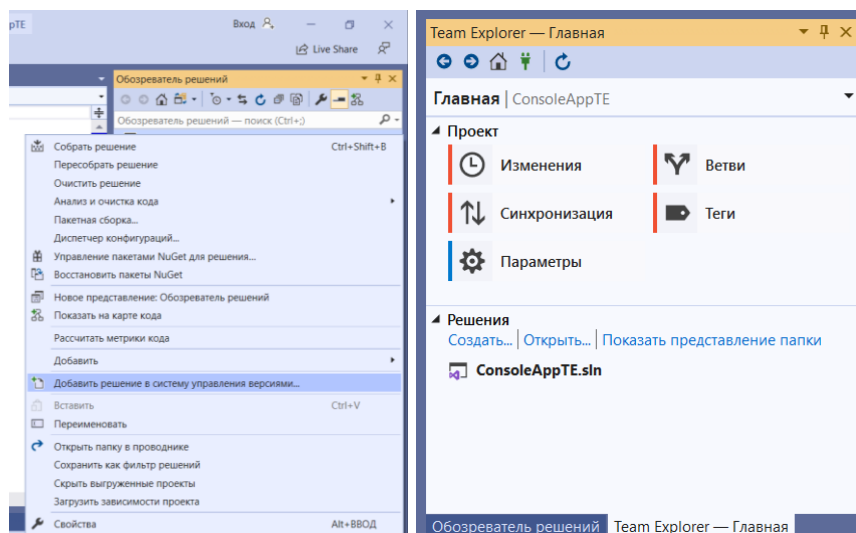 рТЕ
Вход
Live Share
Обозреватель решений
Обозреватель решений — поиск (Ctrl+;)
Собрать решение Ctrl+Shift+B
Пересобрать решение
Очистить решение
Анализ и очистка кода
Пакетная сборка...
Диспетчер конфигураций...
Управление пакетами NuGet для решения...
Восстановить пакеты NuGet
Новое представление: Обозреватель решений
Показать на карте кода
Рассчитать метрики кода
Добавить
Добавить решение в систему управления версиями...
Вставить Ctrl+V
Переименовать
Открыть папку в проводнике
Сохранить как фильтр решений
Скрыть выгруженные проекты
Загрузить зависимости проекта
Свойства Alt+ВВОД
Team Explorer — Главная
Главная | ConsoleAppTE
Проект
Изменения Ветви
Синхронизация Теги
Параметры
Решения
Создать... | Открыть... | Показать представление папки
ConsoleAppTE.sln
Обозреватель решений Team Explorer — Главная